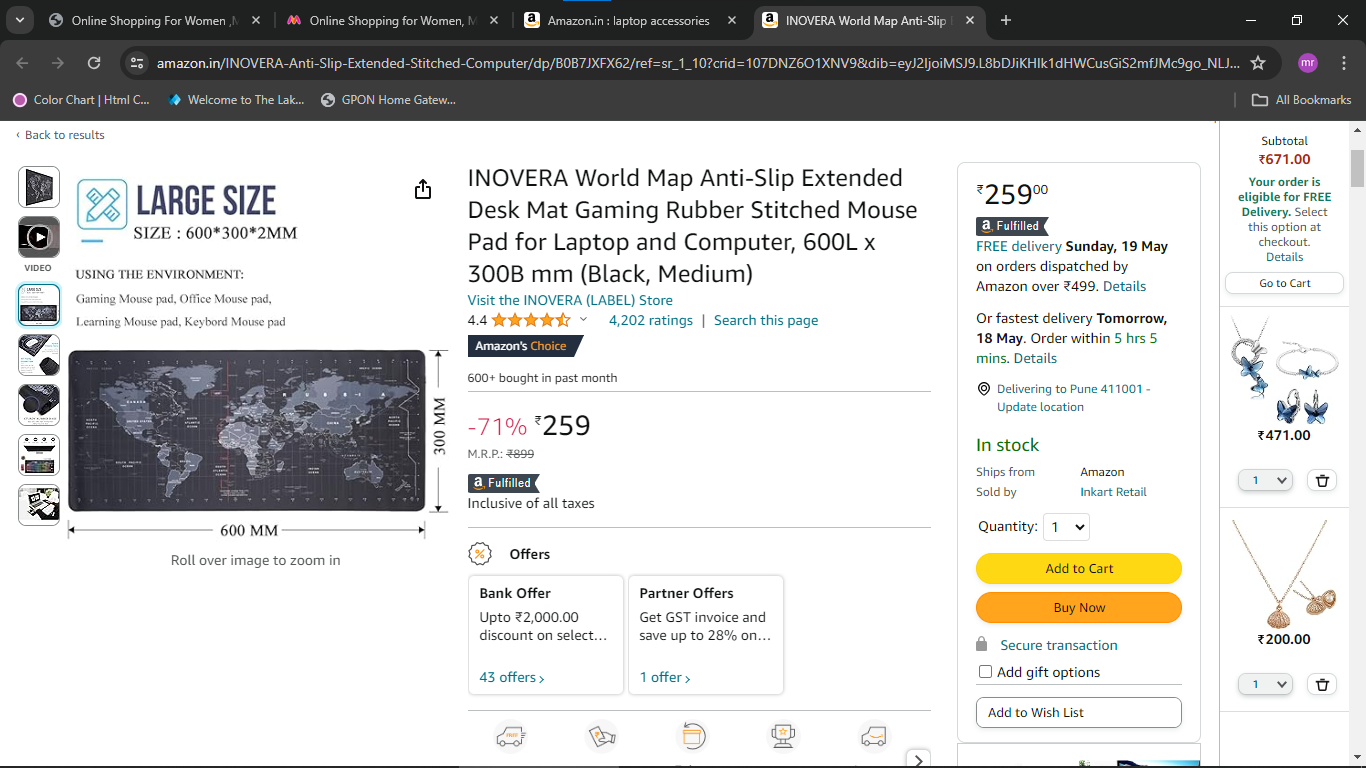 Online Shopping For Women ,M
Online Shopping for Women, M
Amazon.in : laptop accessories
INOVERA World Map Anti-Slip
amazon.in/INOVERA-Anti-Slip-Extended-Stitched-Computer/dp/B0B7JXFX62/ref=sr_1_10?crid=107DNZ6O1XNV9&dib=eyJ2IjoiMSJ9.L8bDJiKHIk1dHWCusGiS2mfJMc9go_NLJ...
mr
Color Chart | Html C...
Welcome to The Lak...
GPON Home Gatew...
All Bookmarks
‹ Back to results
VIDEO
LARGE SIZE
SIZE : 600*300*2MM
USING THE ENVIRONMENT:
Gaming Mouse pad, Office Mouse pad,
Learning Mouse pad, Keybord Mouse pad
300 MM
600 MM
Roll over image to zoom in
INOVERA World Map Anti-Slip Extended
Desk Mat Gaming Rubber Stitched Mouse
Pad for Laptop and Computer, 600L x
300B mm (Black, Medium)
Visit the INOVERA (LABEL) Store
4.4
4,202 ratings | Search this page
Amazon's Choice
600+ bought in past month
-71% ₹259
M.R.P.: ₹899
a Fulfilled
Inclusive of all taxes
Offers
Bank Offer
Upto ₹2,000.00
discount on select...
43 offers ›
Partner Offers
Get GST invoice and
save up to 28% on...
1 offer ›
FREE
₹25900
a Fulfilled
FREE delivery Sunday, 19 May
on orders dispatched by
Amazon over ₹499. Details
Or fastest delivery Tomorrow,
18 May. Order within 5 hrs 5
mins. Details
Delivering to Pune 411001 -
Update location
In stock
Ships from Amazon
Sold by Inkart Retail
Quantity: 1
Add to Cart
Buy Now
Secure transaction
Add gift options
Add to Wish List
Subtotal
₹671.00
Your order is
eligible for FREE
Delivery. Select
this option at
checkout.
Details
Go to Cart
₹471.00
1
₹200.00
1